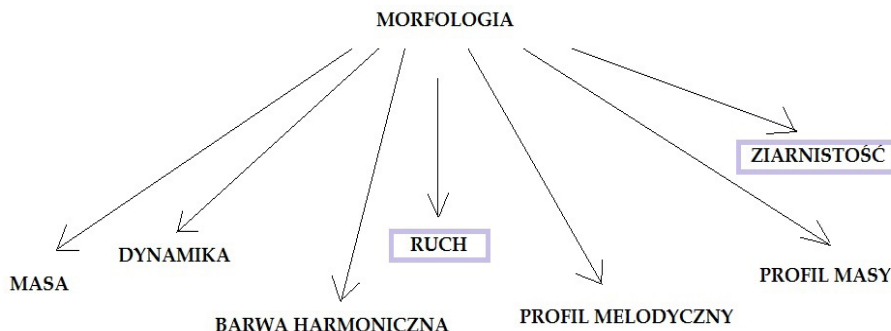 MORFOLOGIA
ZIARNISTOŚĆ
RUCH
DYNAMIKA
MASA
PROFIL MASY
BARWA HARMONICZNA
PROFIL MELODYCZNY